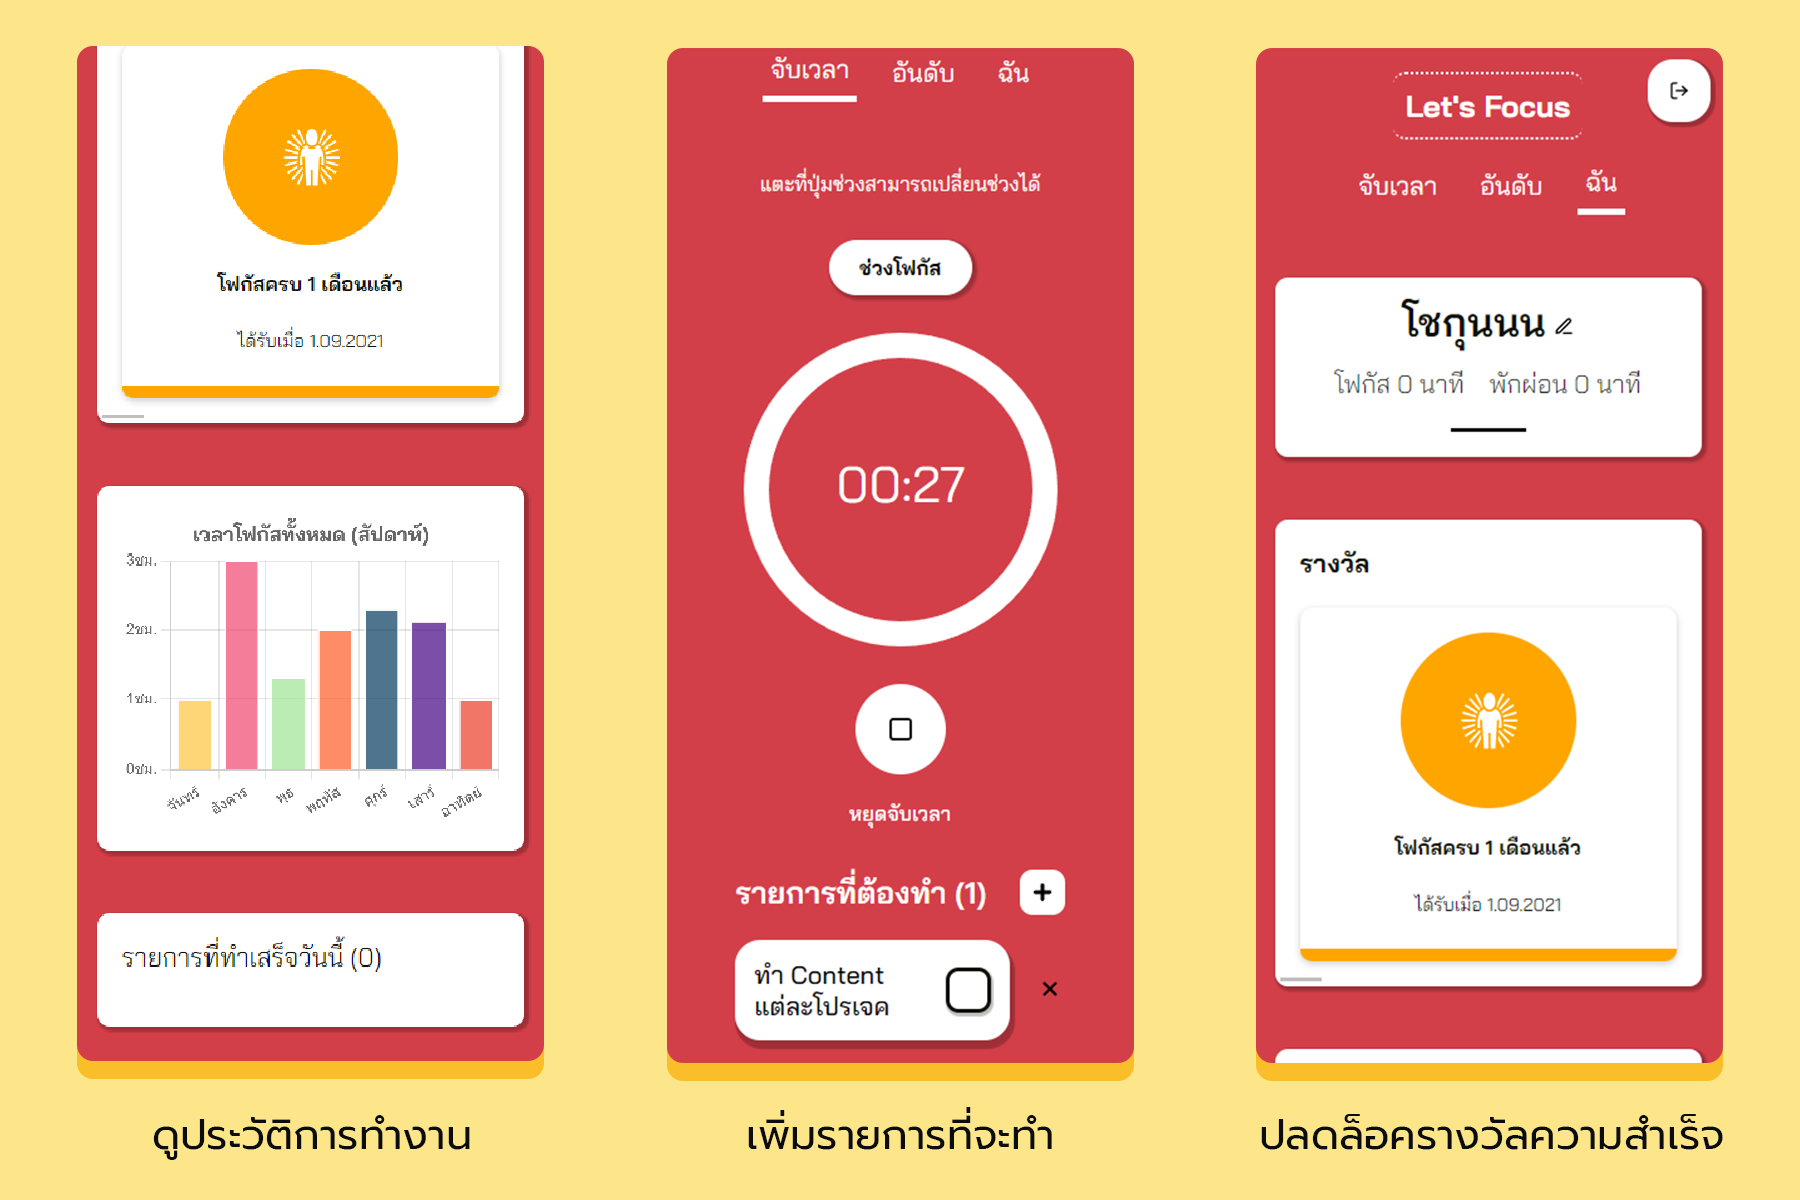 โฟกัสครบ 1 เดือนแล้ว
ได้รับเมื่อ 1.09.2021
เวลาโฟกัสทั้งหมด (สัปดาห์)
3ชม.
2ชม.
1ชม.
0ชม.
จันทร์
อังคาร
พุธ
พฤหัส
ศุกร์
เสาร์
อาทิตย์
รายการที่ทำเสร็จวันนี้ (0)
ดูประวัติการทำงาน
จับเวลา อันดับ ฉัน
แตะที่ปุ่มช่วงสามารถเปลี่ยนช่วงได้
ช่วงโฟกัส
00:27
หยุดจับเวลา
รายการที่ต้องทำ (1)
ทำ Content
แต่ละโปรเจค
เพิ่มรายการที่จะทำ
Let's Focus
จับเวลา อันดับ ฉัน
โชกุนนน
โฟกัส 0 นาที พักผ่อน 0 นาที
รางวัล
โฟกัสครบ 1 เดือนแล้ว
ได้รับเมื่อ 1.09.2021
ปลดล็อครางวัลความสำเร็จ